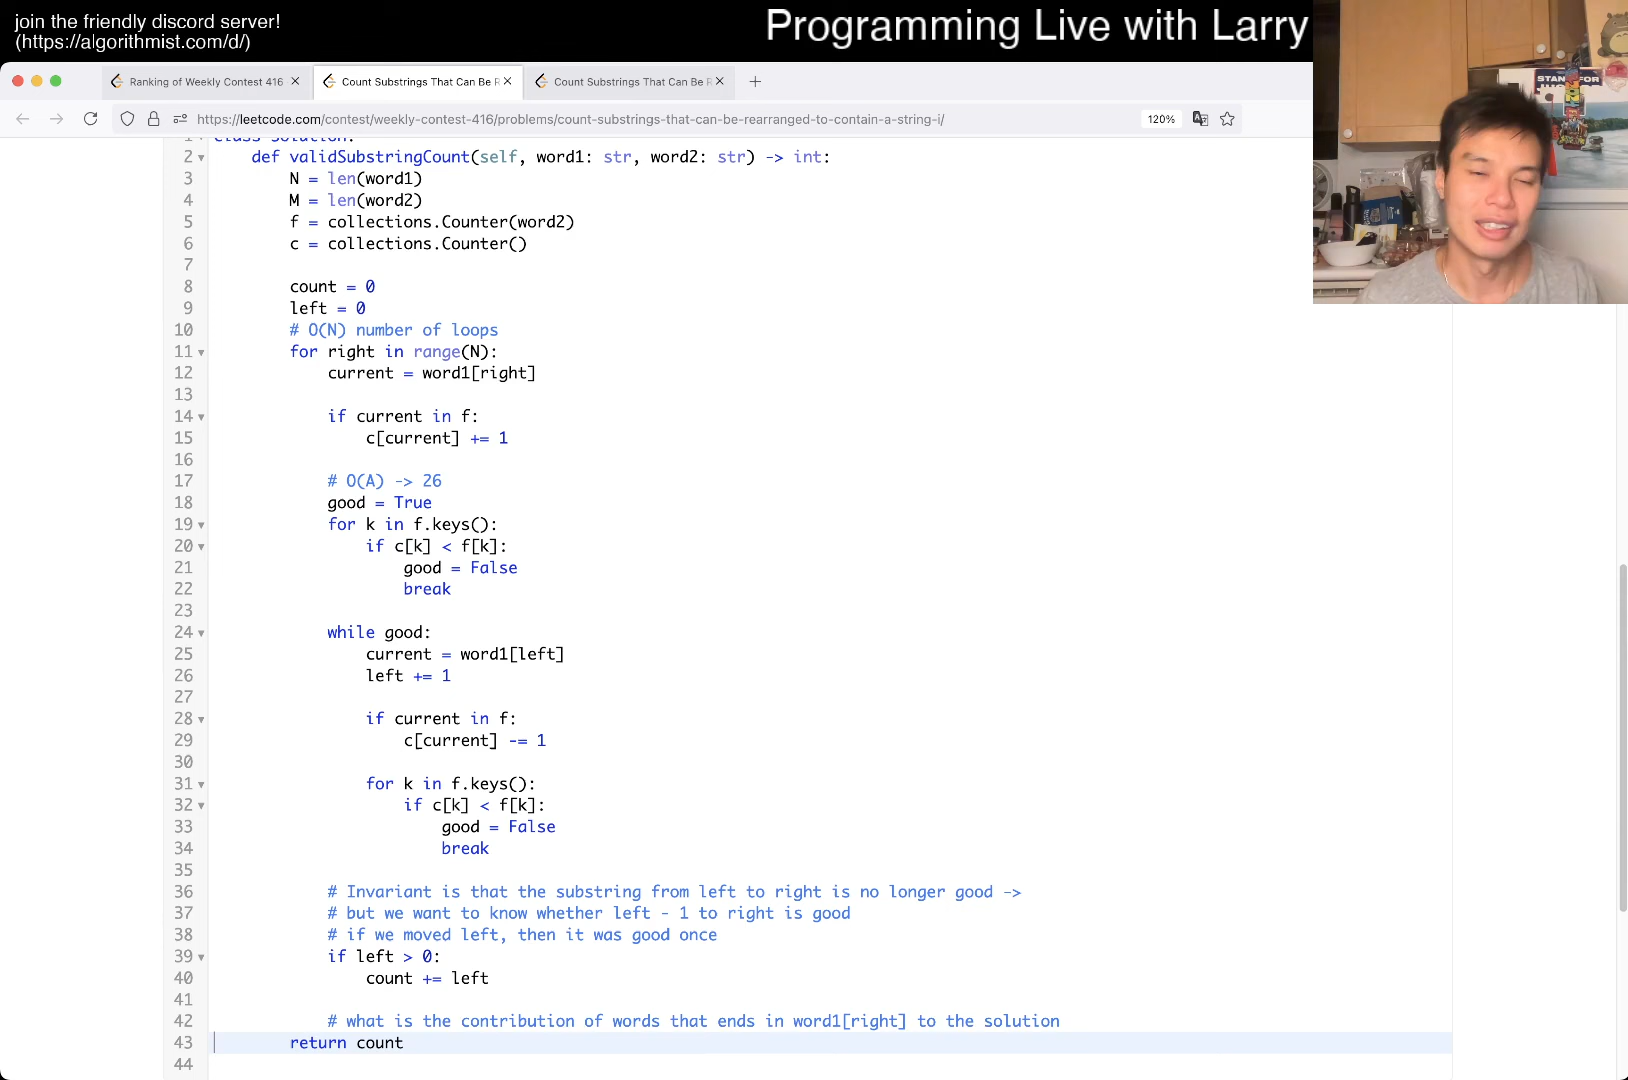 join the friendly discord server!
(https://algorithmist.com/d/)
Programming Live with Larry
Ranking of Weekly Contest 416
Count Substrings That Can Be R
Count Substrings That Can Be R
https://leetcode.com/contest/weekly-contest-416/problems/count-substrings-that-can-be-rearranged-to-contain-a-string-i/
120%
1 class Solution:
2 def validSubstringCount(self, word1: str, word2: str) -> int:
3 N = len(word1)
4 M = len(word2)
5 f = collections.Counter(word2)
6 c = collections.Counter()
7
8 count = 0
9 left = 0
10 # O(N) number of loops
11 for right in range(N):
12 current = word1[right]
13
14 if current in f:
15 c[current] += 1
16
17 # O(A) -> 26
18 good = True
19 for k in f.keys():
20 if c[k] < f[k]:
21 good = False
22 break
23
24 while good:
25 current = word1[left]
26 left += 1
27
28 if current in f:
29 c[current] -= 1
30
31 for k in f.keys():
32 if c[k] < f[k]:
33 good = False
34 break
35
36 # Invariant is that the substring from left to right is no longer good ->
37 # but we want to know whether left - 1 to right is good
38 # if we moved left, then it was good once
39 if left > 0:
40 count += left
41
42 # what is the contribution of words that ends in word1[right] to the solution
43 return count
44